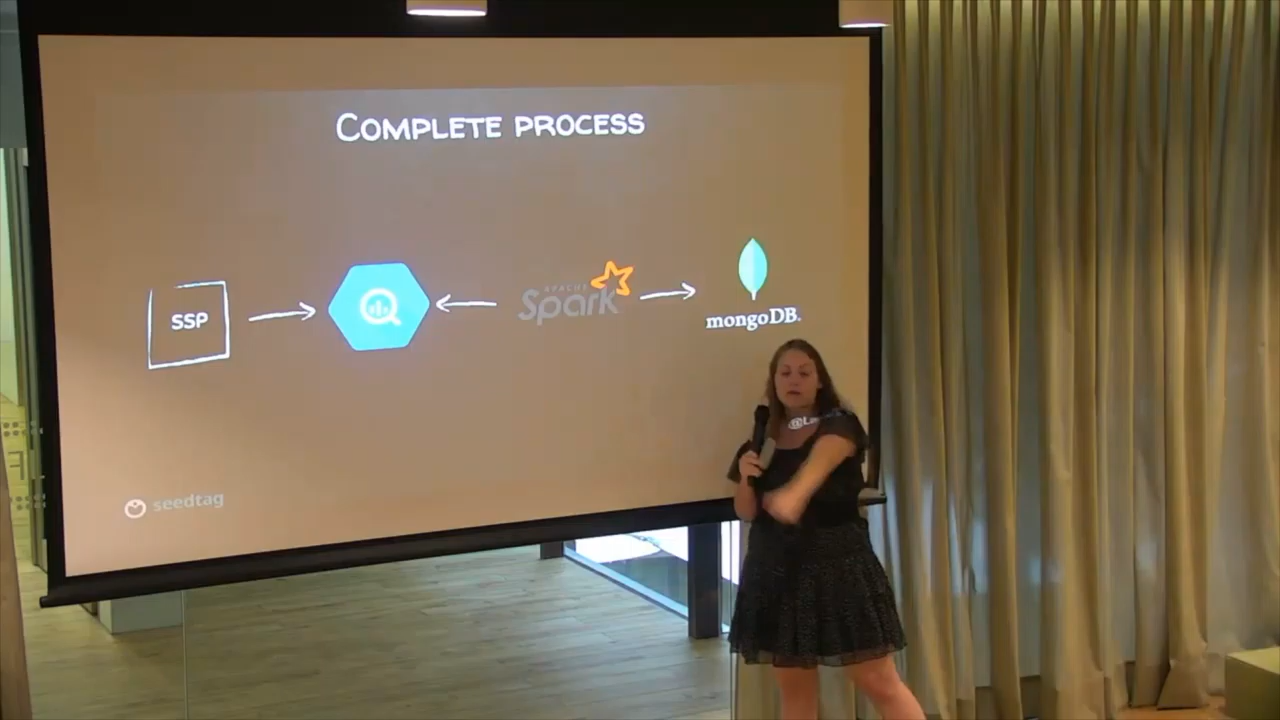 COMPLETE PROCESS
SSP
APACHE
Spark
mongoDB.
seedtag